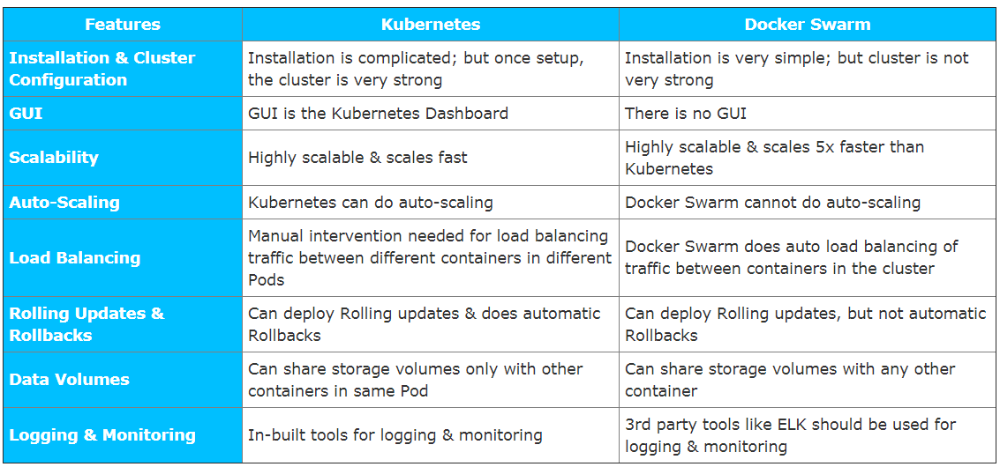 Features Kubernetes Docker Swarm
Installation & Cluster
Configuration
Installation is complicated; but once setup,
the cluster is very strong
Installation is very simple; but cluster is not
very strong
GUI
GUI is the Kubernetes Dashboard
There is no GUI
Scalability
Highly scalable & scales fast
Highly scalable & scales 5x faster than
Kubernetes
Auto-Scaling
Kubernetes can do auto-scaling
Docker Swarm cannot do auto-scaling
Load Balancing
Manual intervention needed for load balancing
traffic between different containers in different
Pods
Docker Swarm does auto load balancing of
traffic between containers in the cluster
Rolling Updates &
Rollbacks
Can deploy Rolling updates & does automatic
Rollbacks
Can deploy Rolling updates, but not automatic
Rollbacks
Data Volumes
Can share storage volumes only with other
containers in same Pod
Can share storage volumes with any other
container
Logging & Monitoring
In-built tools for logging & monitoring
3rd party tools like ELK should be used for
logging & monitoring